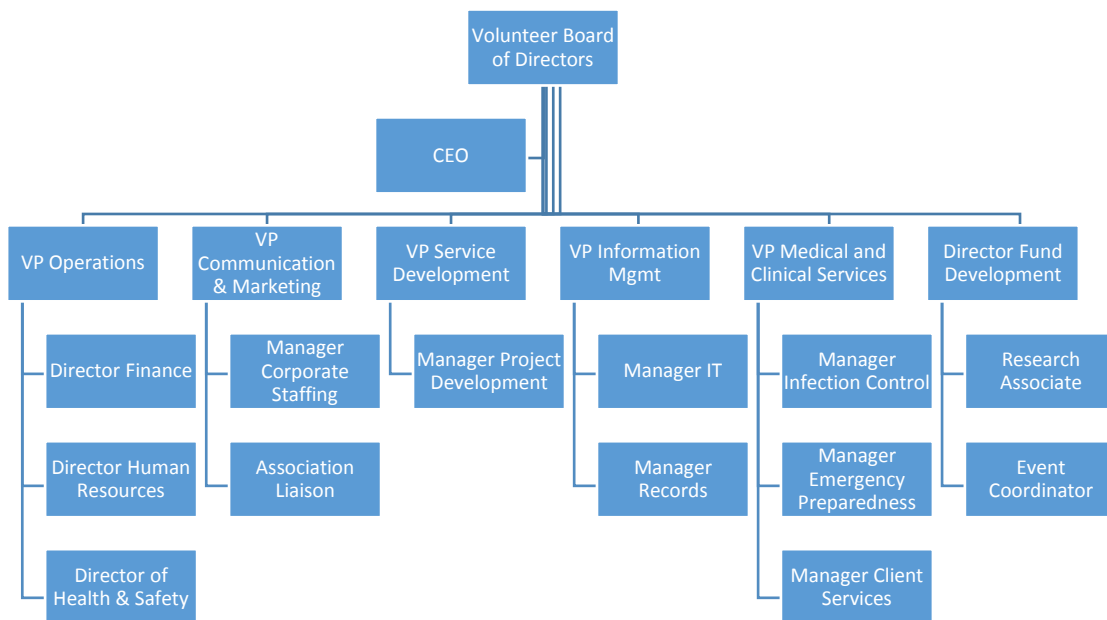 Volunteer Board
of Directors
CEO
VP Operations
VP
Communication
& Marketing
VP Service
Development
VP Information
Mgmt
VP Medical and
Clinical Services
Director Fund
Development
Director Finance
Manager
Corporate
Staffing
Manager Project
Development
Manager IT
Manager
Infection Control
Research
Associate
Director Human
Resources
Association
Liaison
Manager
Records
Manager
Emergency
Preparedness
Event
Coordinator
Director of
Health & Safety
Manager Client
Services